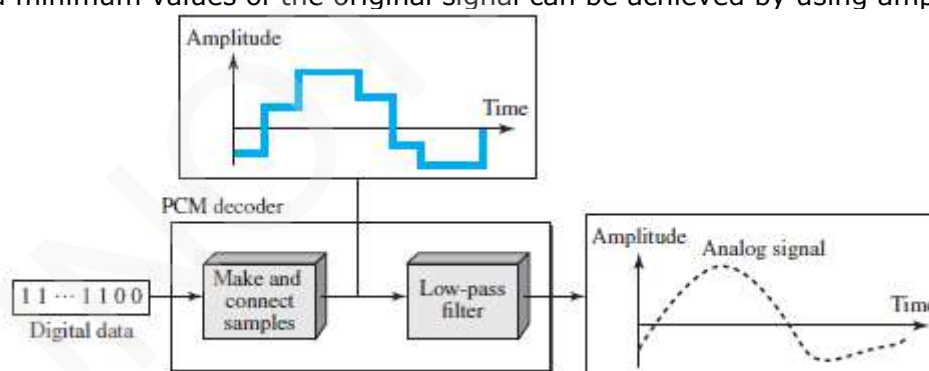 d minimum values of the original signal can be achieved by using amp
Amplitude
Time
PCM decoder
Amplitude
Analog signal
Make and
connect
samples
Low-pass
filter
11 ··· 1100
Digital data
Time